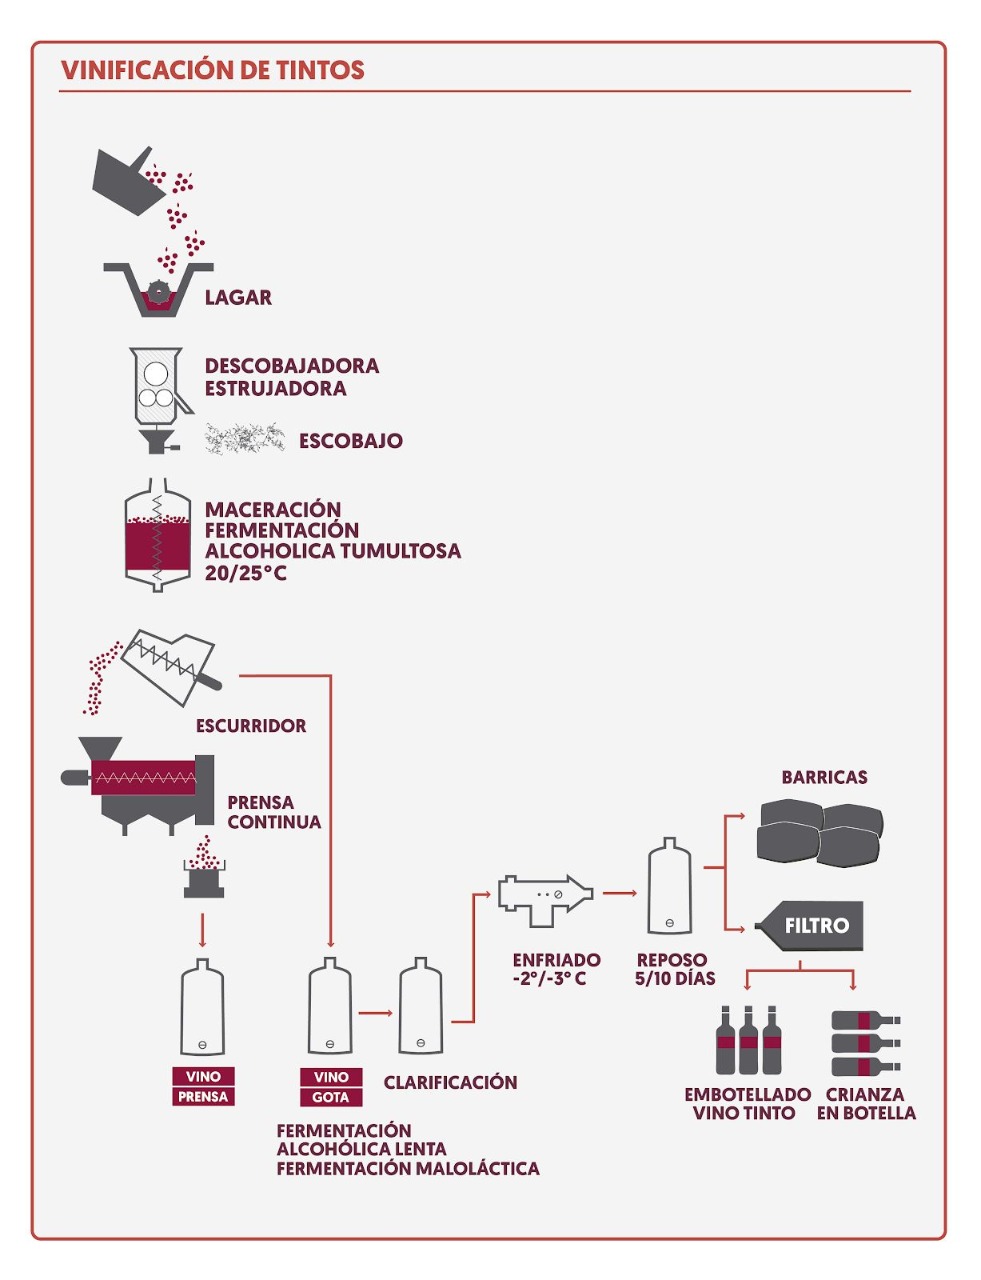 VINIFICACIÓN DE TINTOS
LAGAR
DESCOBAJADORA
ESTRUJADORA
ESCOBAJO
MACERACIÓN
FERMENTACIÓN
ALCOHOLICA TUMULTOSA
20/25°C
ESCURRIDOR
PRENSA
CONTINUA
VINO
PRENSA
VINO
GOTA
FERMENTACIÓN
ALCOHÓLICA LENTA
FERMENTACIÓN MALOLÁCTICA
CLARIFICACIÓN
ENFRIADO
-2°/-3° C
REPOSO
5/10 DÍAS
BARRICAS
FILTRO
EMBOTELLADO
VINO TINTO
CRIANZA
EN BOTELLA